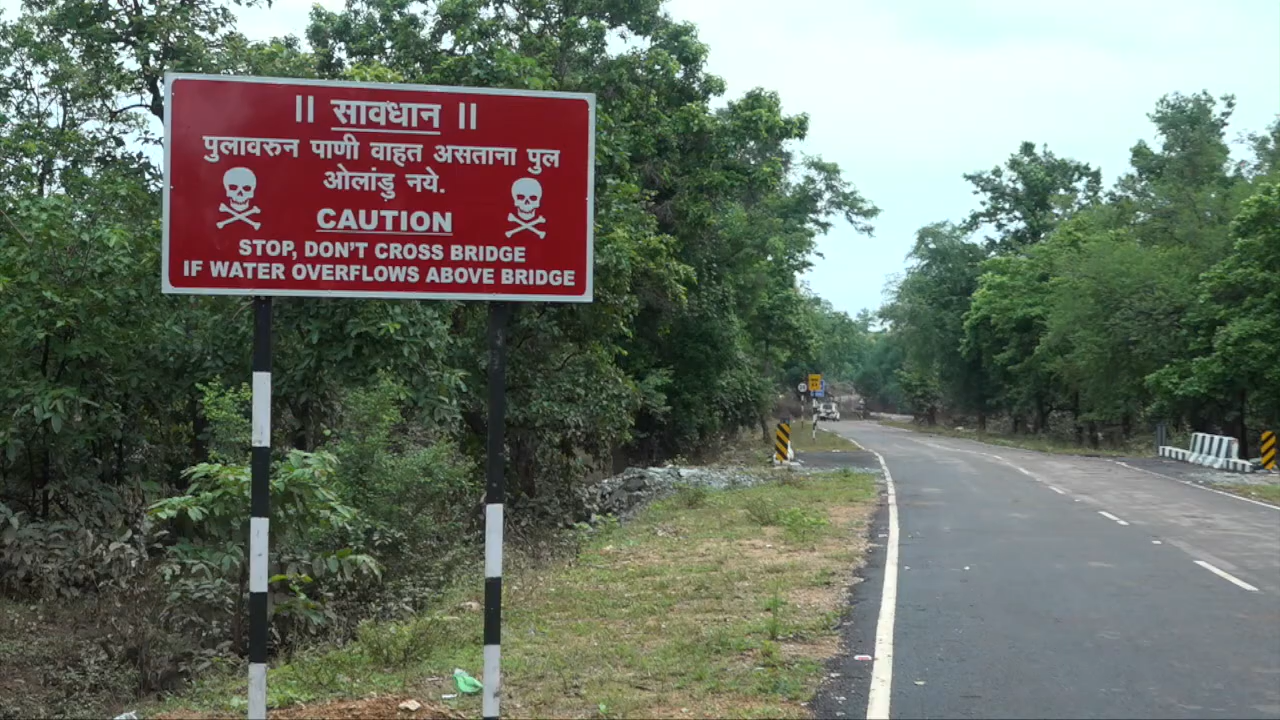 || सावधान ||
पुलावरुन पाणी वाहत असताना पुल
ओलांडु नये.
CAUTION
STOP, DON'T CROSS BRIDGE
IF WATER OVERFLOWS ABOVE BRIDGE